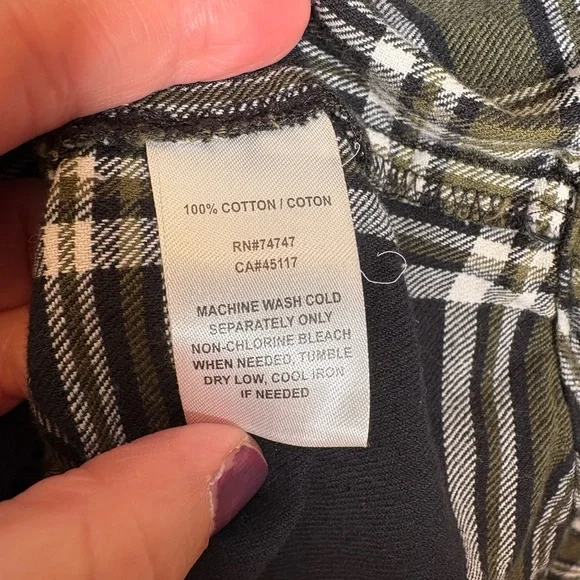 100% COTTON / COTON
RN#74747
CA#45117
MACHINE WASH COLD
SEPARATELY ONLY
NON-CHLORINE BLEACH
WHEN NEEDED, TUMBLE
DRY LOW, COOL IRON
IF NEEDED